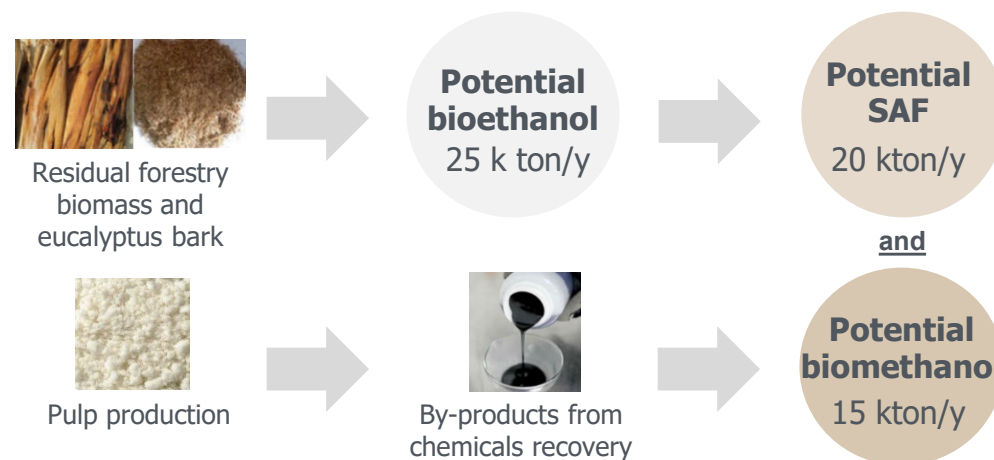 Potential
bioethanol
25 k ton/y
Potential
SAF
20 kton/y
Residual forestry
biomass and
eucalyptus bark
and
Pulp production
By-products from
chemicals recovery
Potential
biomethano
15 kton/y